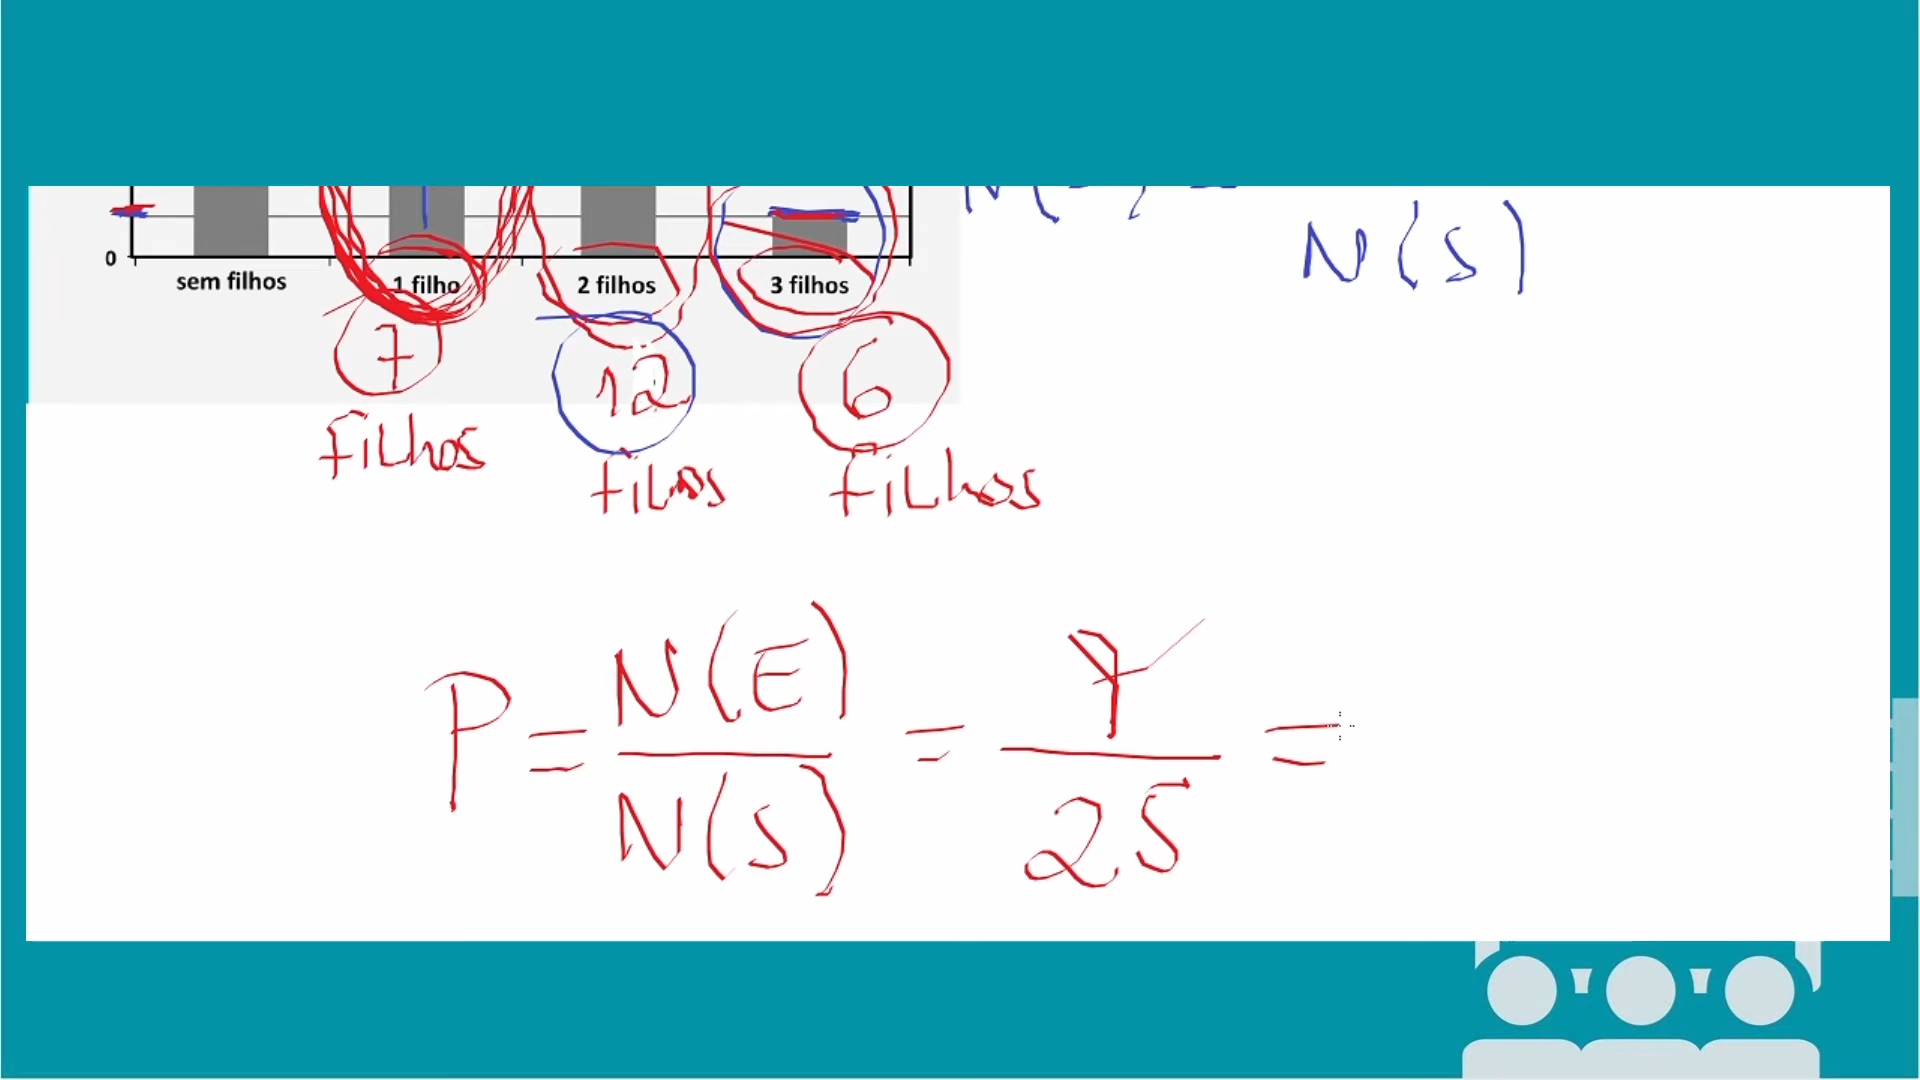 N(S)
0
sem filhos 1 filho 2 filhos 3 filhos
7 12 6
filhos filhos filhos
P = N(E) = 7 =
N(S) 25